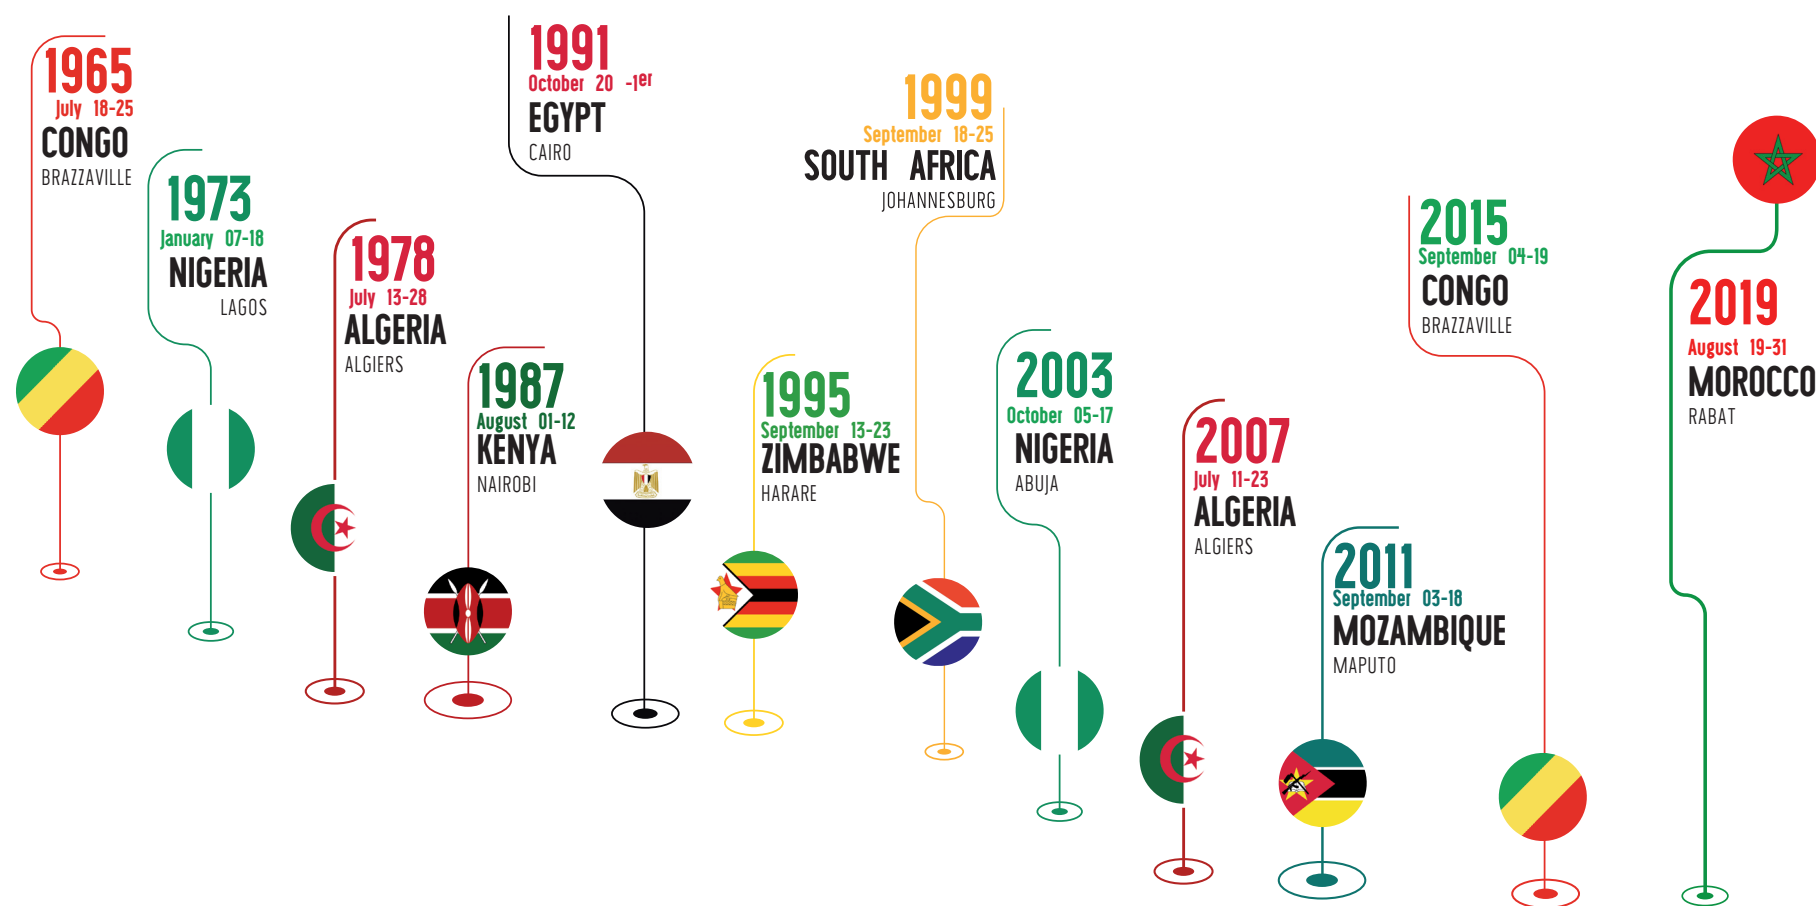 1965
July 18-25
CONGO
BRAZZAVILLE
1973
January 07-18
NIGERIA
LAGOS
1978
July 13-28
ALGERIA
ALGIERS
1987
August 01-12
KENYA
NAIROBI
1991
October 20 -1er
EGYPT
CAIRO
1995
September 13-23
ZIMBABWE
HARARE
1999
September 18-25
SOUTH AFRICA
JOHANNESBURG
2003
October 05-17
NIGERIA
ABUJA
2007
July 11-23
ALGERIA
ALGIERS
2011
September 03-18
MOZAMBIQUE
MAPUTO
2015
September 04-19
CONGO
BRAZZAVILLE
2019
August 19-31
MOROCCO
RABAT